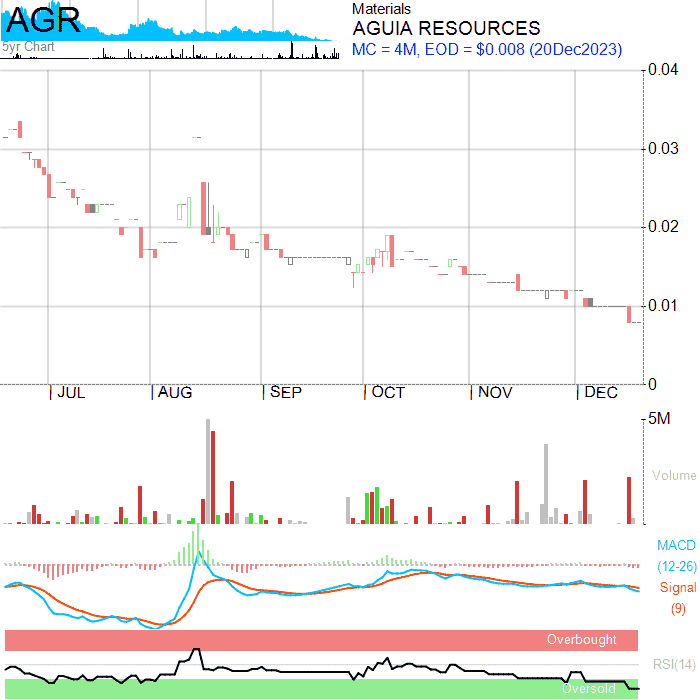 AGR
5yr Chart
Materials
AGUIA RESOURCES
MC = 4M, EOD = $0.008 (20Dec2023)
0.04
0.03
0.02
0.01
0
JUL AUG SEP OCT NOV DEC
5M
Volume
MACD
(12-26)
Signal
(9)
Overbought
RSI(14)
Oversold